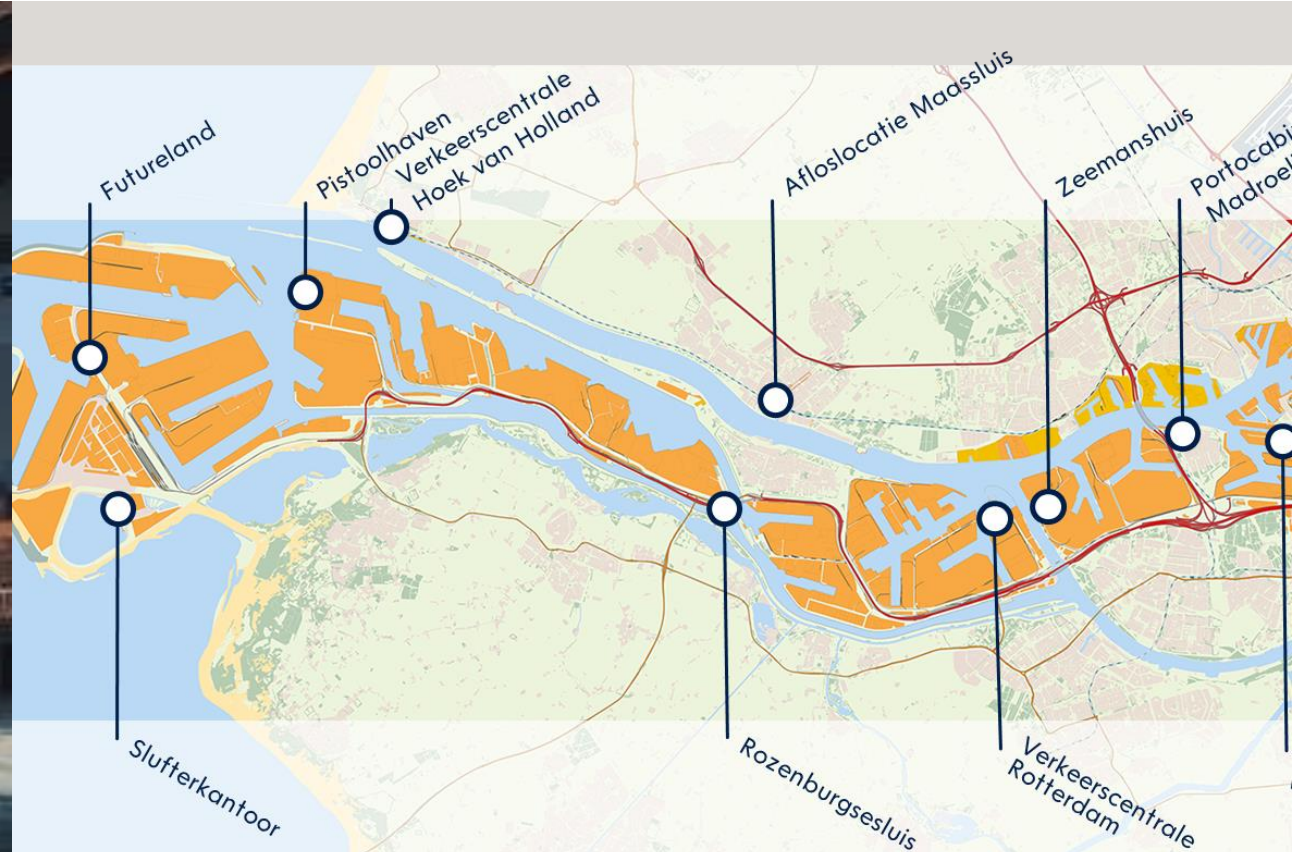 Futureland
Pistoolhaven
Verkeerscentrale
Hoek van Holland
Afloslocatie Maassluis
Zeemanshuis
Slufterkantoor
Rozenburgsesluis
Verkeerscentrale
Rotterdam